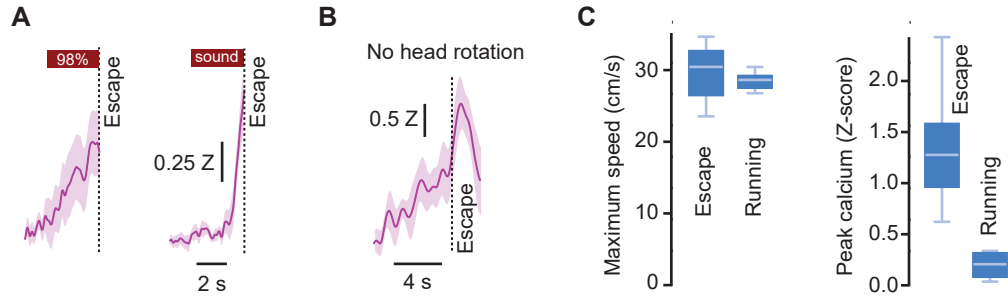 A
98%
Escape
sound
Escape
0.25 Z
2 s
B
No head rotation
0.5 Z
Escape
4 s
C
Maximum speed (cm/s)
30
20
10
0
Escape
Running
Peak calcium (Z-score)
2.0
1.5
1.0
0.5
0.0
Escape
Running